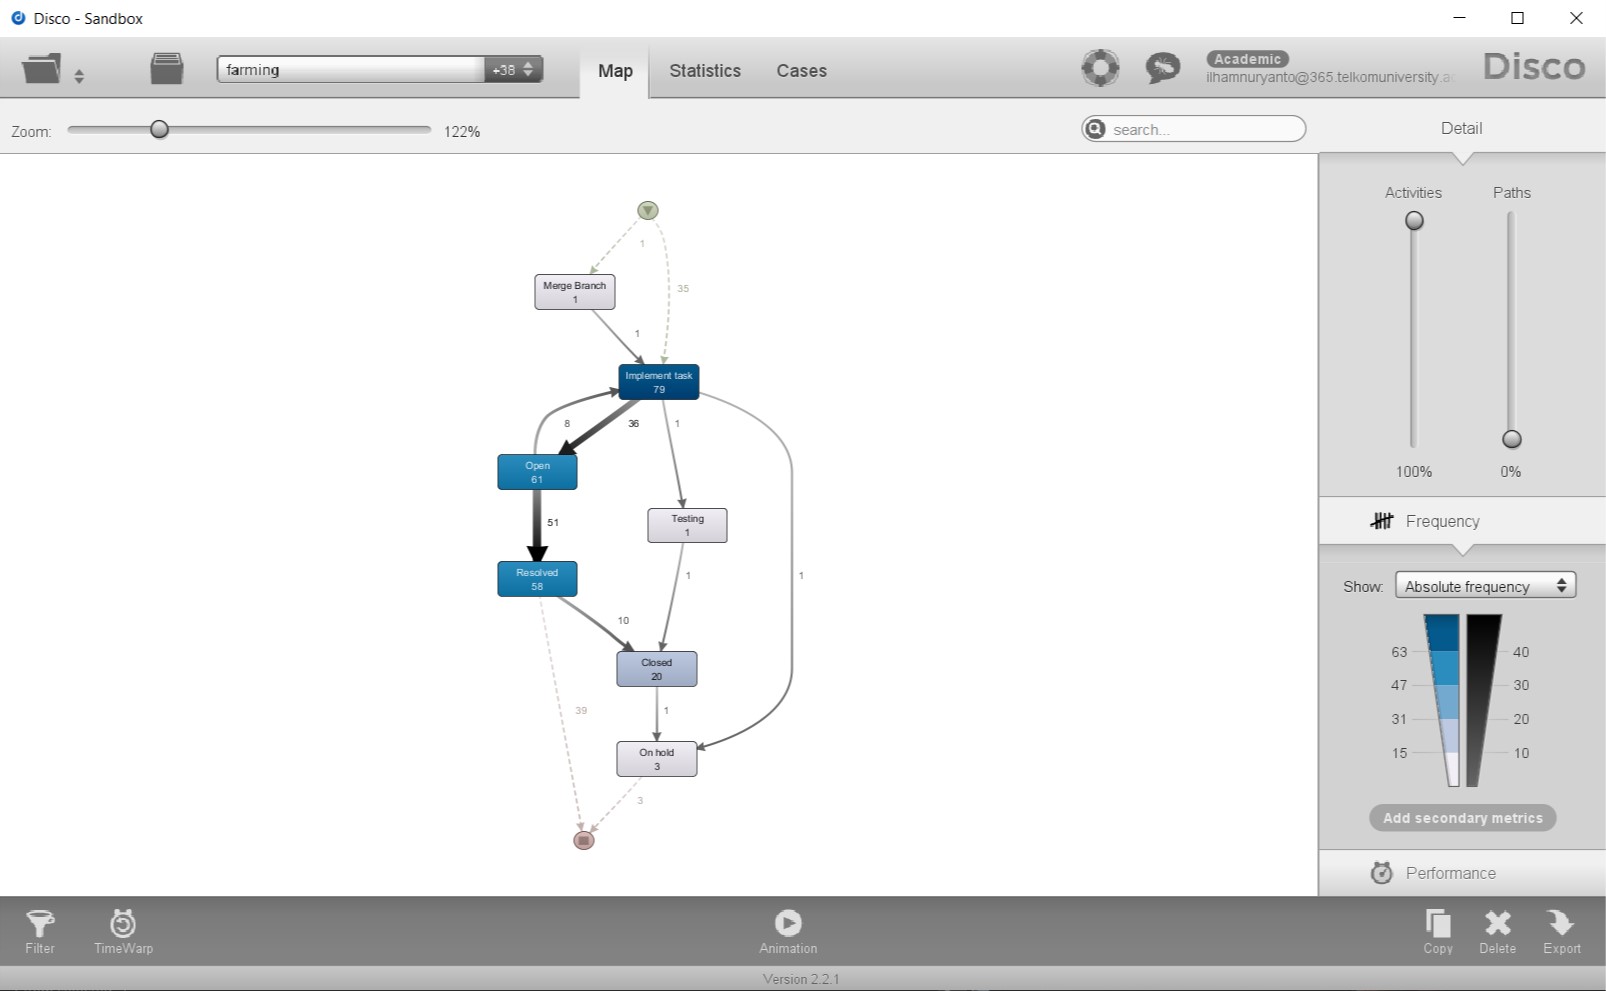 Disco - Sandbox
farming
+38
Map
Statistics
Cases
Academic
ilhamnuryanto@365.telkomuniversity.ac
Disco
Zoom:
122%
search...
Detail
Activities
Paths
100%
0%
1
35
Merge Branch
1
1
Implement task
79
8
36
1
Open
61
51
Testing
1
Resolved
58
1
1
10
Closed
20
39
1
On hold
3
3
Frequency
Show:
Absolute frequency
63
40
47
30
31
20
15
10
Add secondary metrics
Performance
Filter
TimeWarp
Animation
Copy
Delete
Export
Version 2.2.1